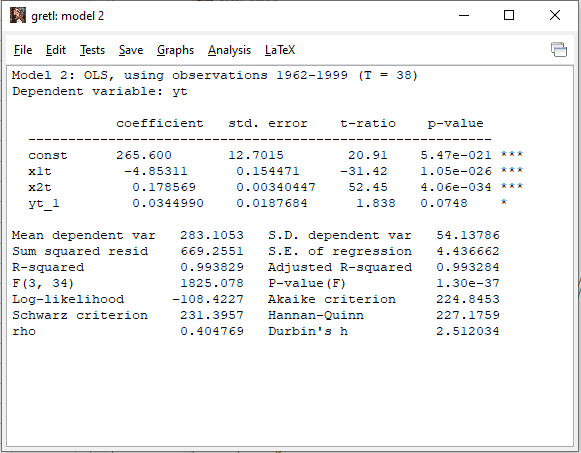 gretl: model 2
File Edit Tests Save Graphs Analysis LaTeX
Model 2: OLS, using observations 1962-1999 (T = 38)
Dependent variable: yt
coefficient std. error t-ratio p-value
---------------------------------------------------------
const 265.600 12.7015 20.91 5.47e-021 ***
x1t -4.85311 0.154471 -31.42 1.05e-026 ***
x2t 0.178569 0.00340447 52.45 4.06e-034 ***
yt_1 0.0344990 0.0187684 1.838 0.0748 *
Mean dependent var 283.1053 S.D. dependent var 54.13786
Sum squared resid 669.2551 S.E. of regression 4.436662
R-squared 0.993829 Adjusted R-squared 0.993284
F(3, 34) 1825.078 P-value(F) 1.30e-37
Log-likelihood -108.4227 Akaike criterion 224.8453
Schwarz criterion 231.3957 Hannan-Quinn 227.1759
rho 0.404769 Durbin's h 2.512034